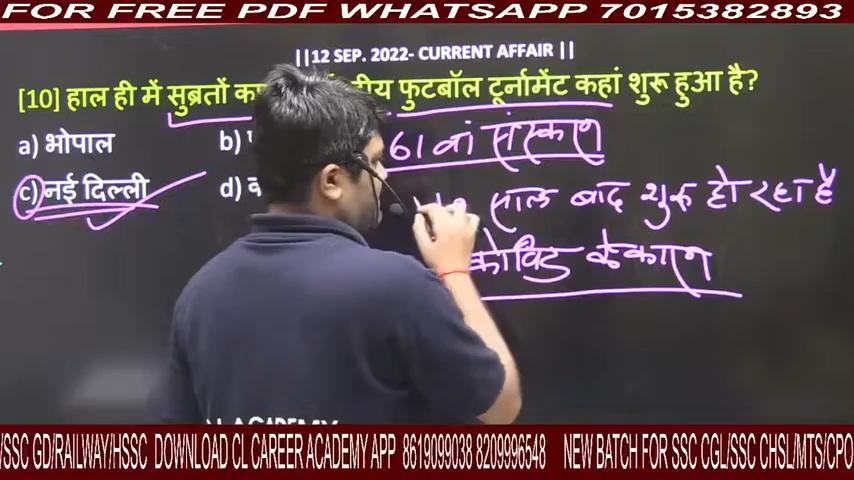 FOR FREE PDF WHATSAPP 7015382893
||12 SEP. 2022- CURRENT AFFAIR ||
[10] हाल ही में सुब्रतों फुटबॉल टूर्नामेंट कहां शुरू हुआ है?
a) भोपाल
b)
61 वां संस्करण
c) नई दिल्ली
d)
साल बाद शुरू हो रहा है
कोविड के कारण
/SSC GD/RAILWAY/HSSC DOWNLOAD CL CAREER ACADEMY APP 8619099038 8209996548 NEW BATCH FOR SSC CGL/SSC CHSL/MTS/CPO